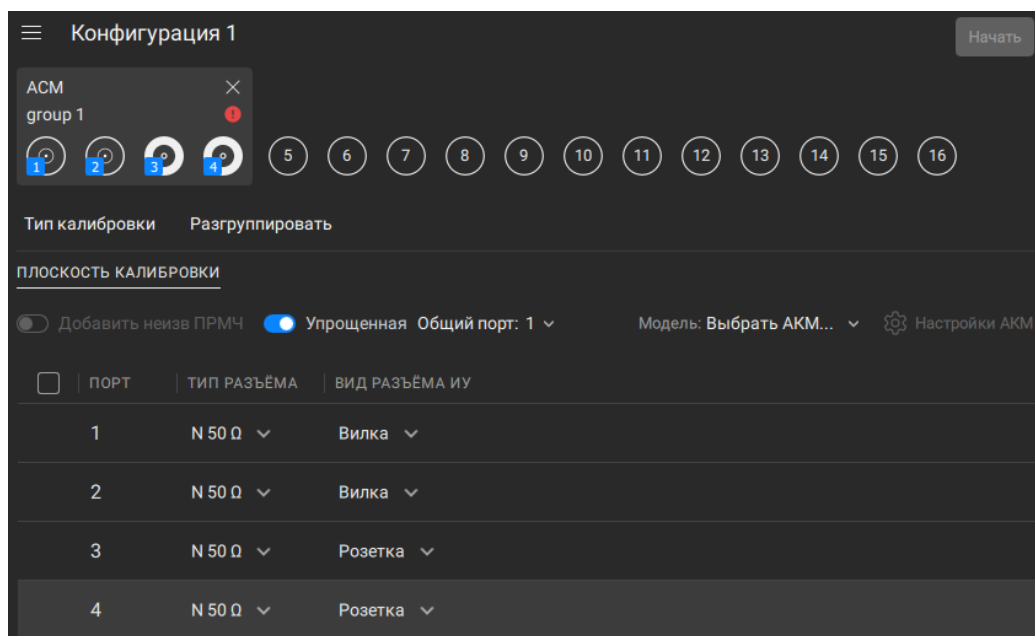 Конфигурация 1
Начать
ACM
group 1
1 2 3 4 5 6 7 8 9 10 11 12 13 14 15 16
Тип калибровки Разгруппировать
ПЛОСКОСТЬ КАЛИБРОВКИ
Добавить неизв ПРМЧ Упрощенная Общий порт: 1 Модель: Выбрать АКМ... Настройки АКМ
ПОРТ ТИП РАЗЪЁМА ВИД РАЗЪЁМА ИУ
1 N 50 Ω Вилка
2 N 50 Ω Вилка
3 N 50 Ω Розетка
4 N 50 Ω Розетка